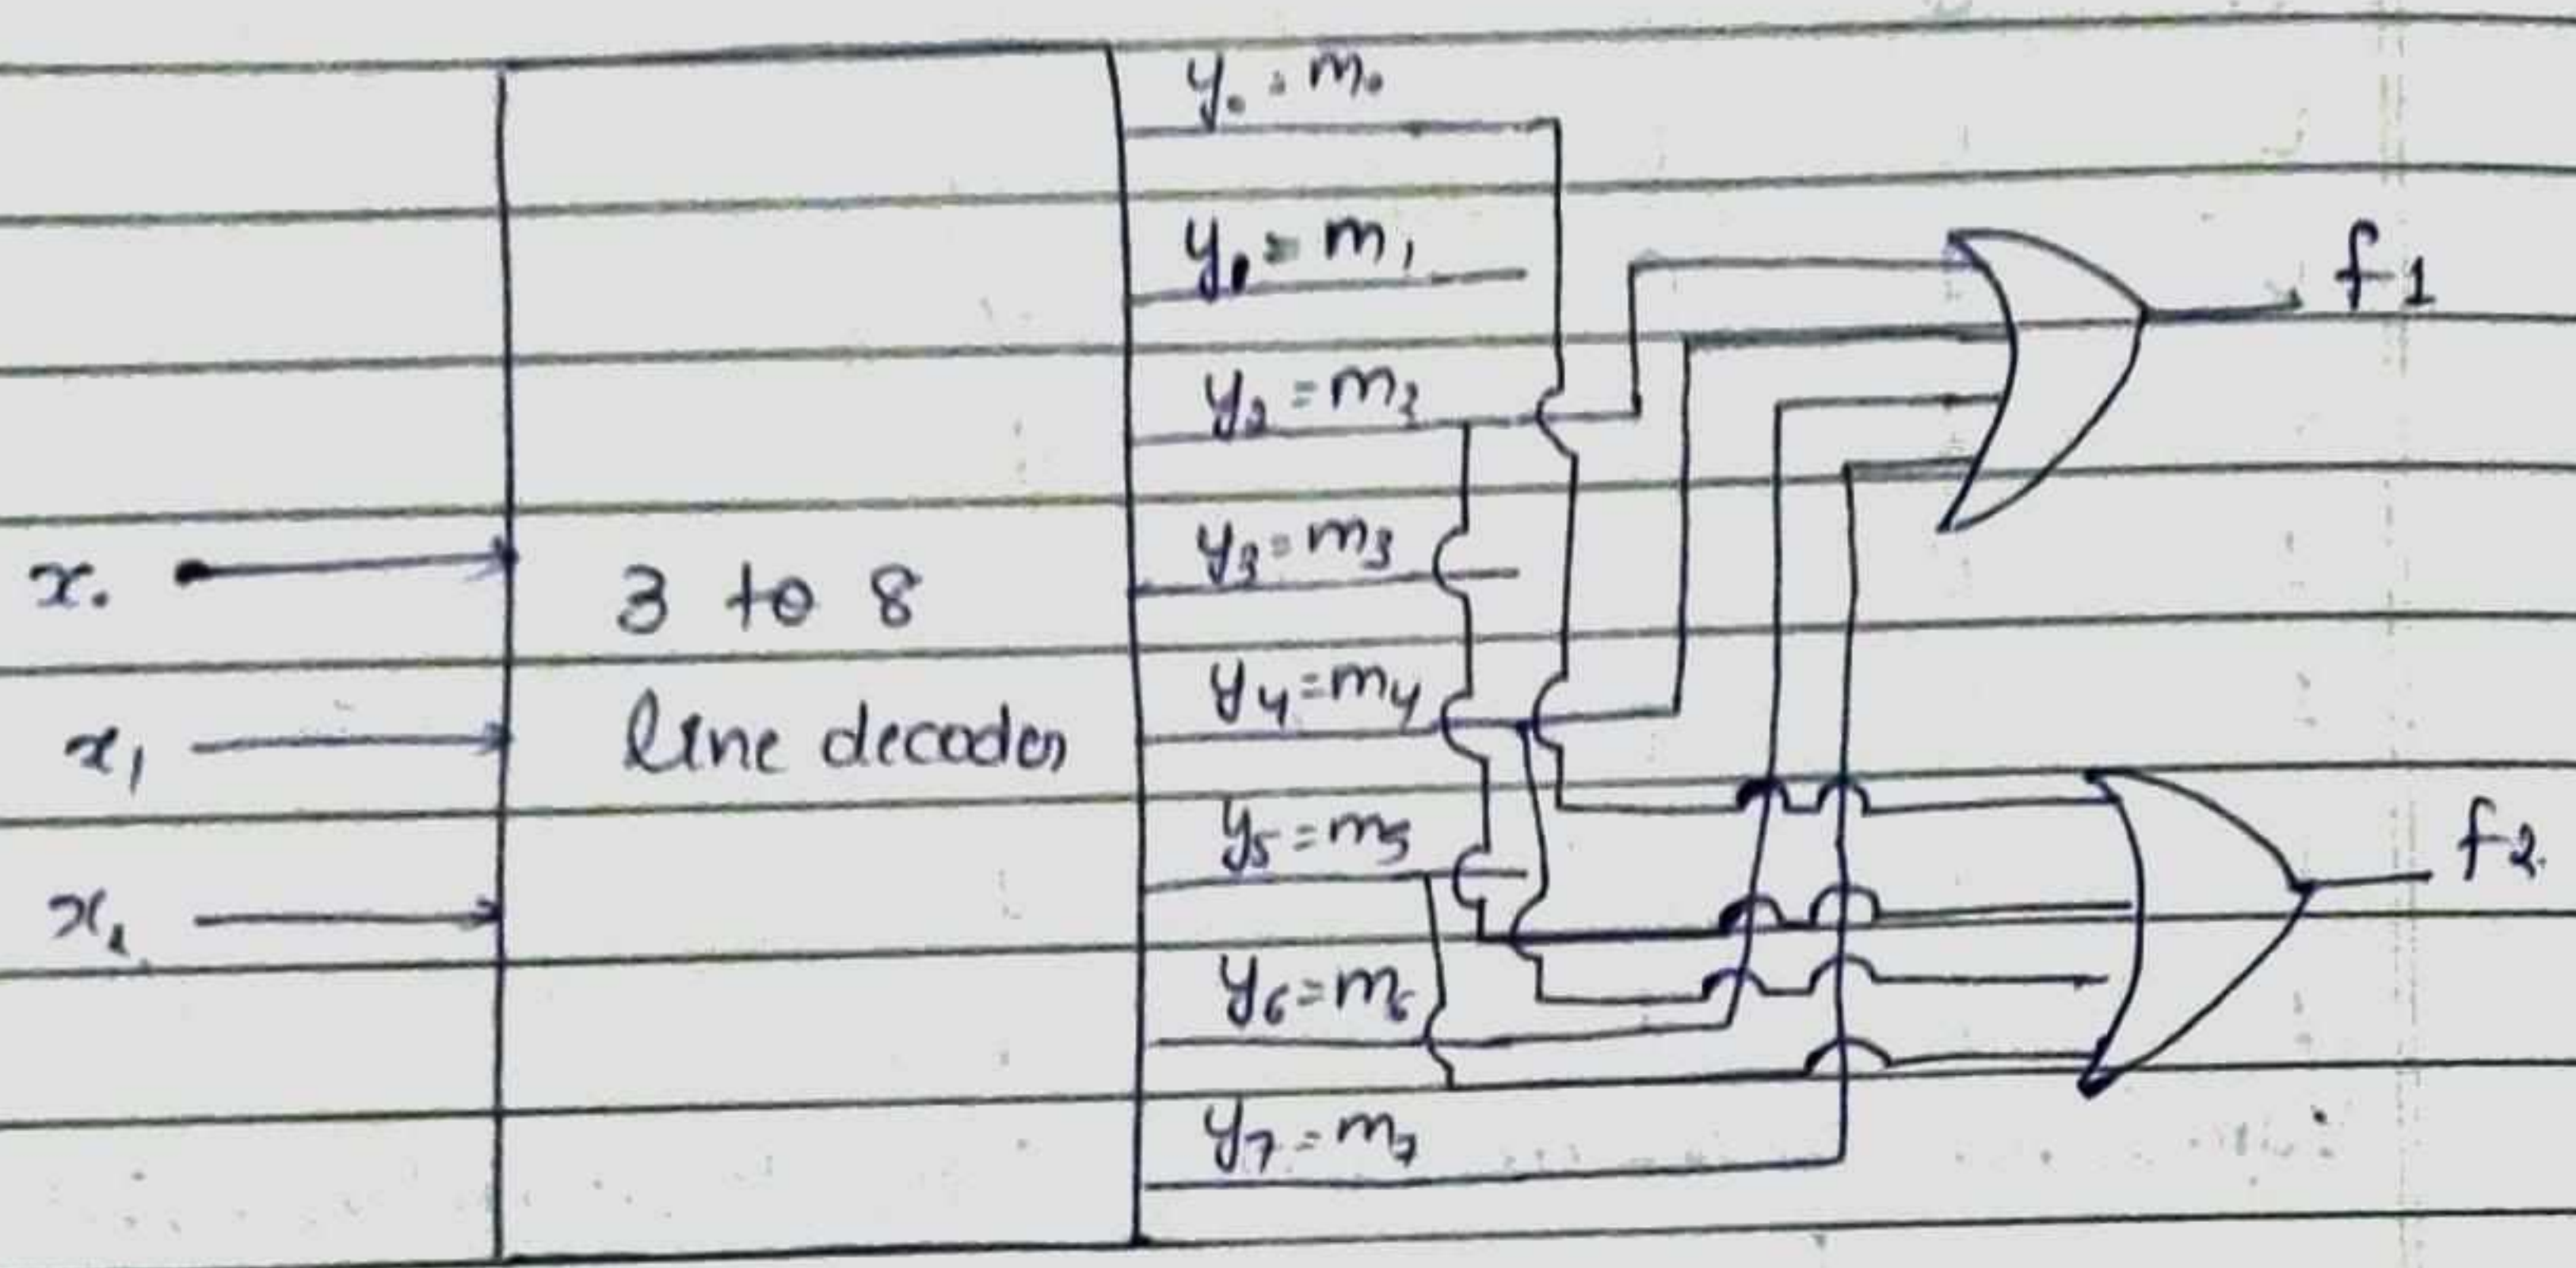 y₀ = m₀
y₁ = m₁
f1
y₂ = m₂
y₃ = m₃
x₀
3 to 8
y₄ = m₄
x₁
line decoder
y₅ = m₅
f2
x₂
y₆ = m₆
y₇ = m₇